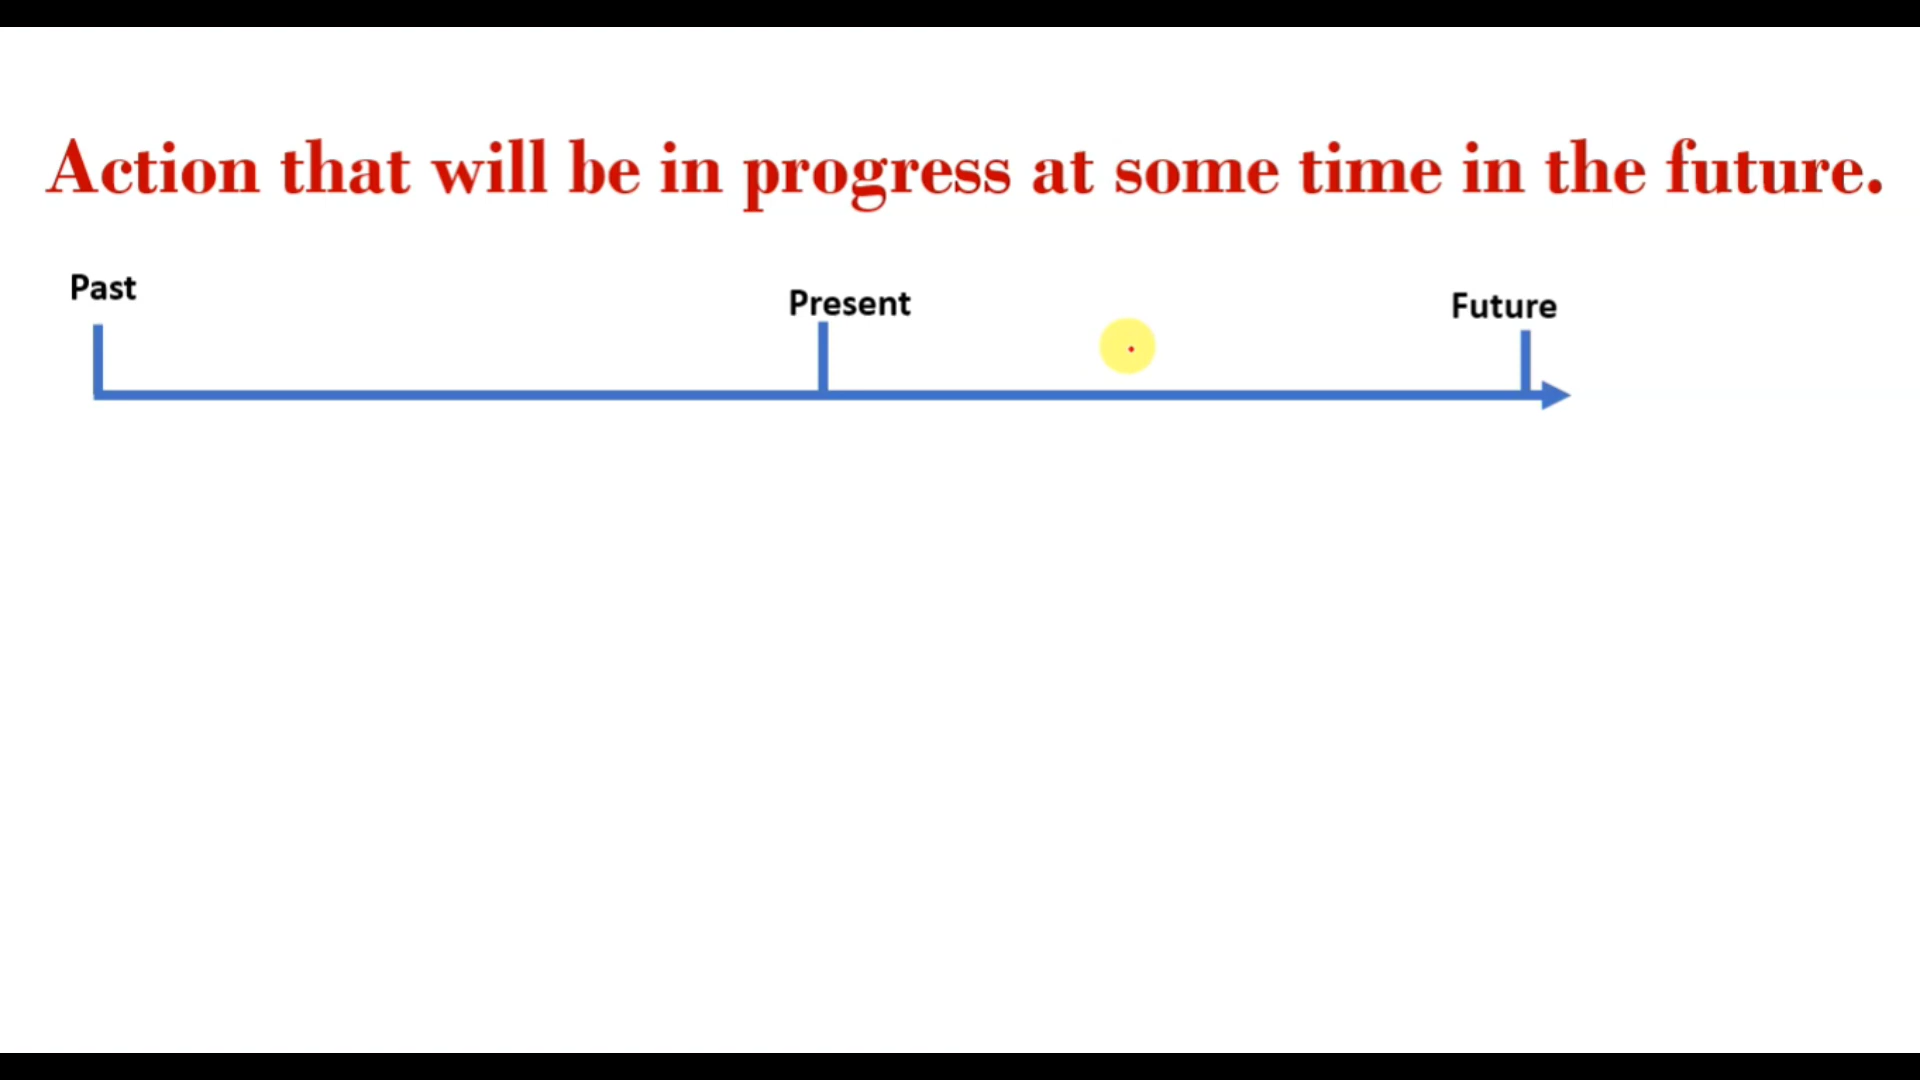 Action that will be in progress at some time in the future.
Past
Present
Future